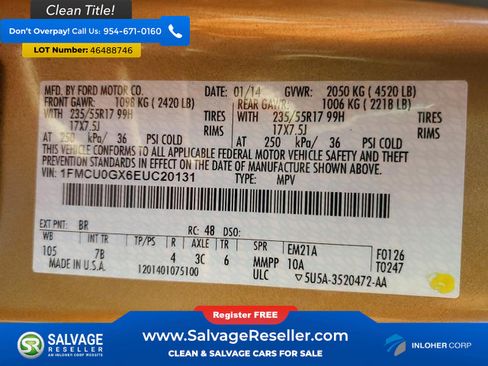 Clean Title!
Don't Overpay! Call Us: 954-671-0160
LOT Number: 46488746
MFD. BY FORD MOTOR CO.
01/14 GVWR: 2050 KG ( 4520 LB)
FRONT GAWR: 1098 KG ( 2420 LB) REAR GAWR: 1006 KG ( 2218 LB)
WITH 235/55R17 99H TIRES WITH 235/55R17 99H TIRES
17X7.5J RIMS 17X7.5J RIMS
AT 250 kPa/ 36 PSI COLD AT 250 kPa/ 36 PSI COLD
THIS VEHICLE CONFORMS TO ALL APPLICABLE FEDERAL MOTOR VEHICLE SAFETY AND THEFT
PREVENTION STANDARDS IN EFFECT ON THE DATE OF MANUFACTURE SHOWN ABOVE.
VIN: 1FMCU0GX6EUC20131 TYPE: MPV
EXT PNT: BR RC: 48 DSO:
WB INT TR TP/PS R AXLE TR SPR EM21A F0126
105 7B 4 3C 6 MMPP 10A T0247
MADE IN U.S.A. 1201401075100 ULC ▽5U5A-3520472-AA
Register FREE
SALVAGE RESELLER
AN INLOHER CORP WEBSITE
www.SalvageReseller.com
CLEAN & SALVAGE CARS FOR SALE
INLOHER CORP